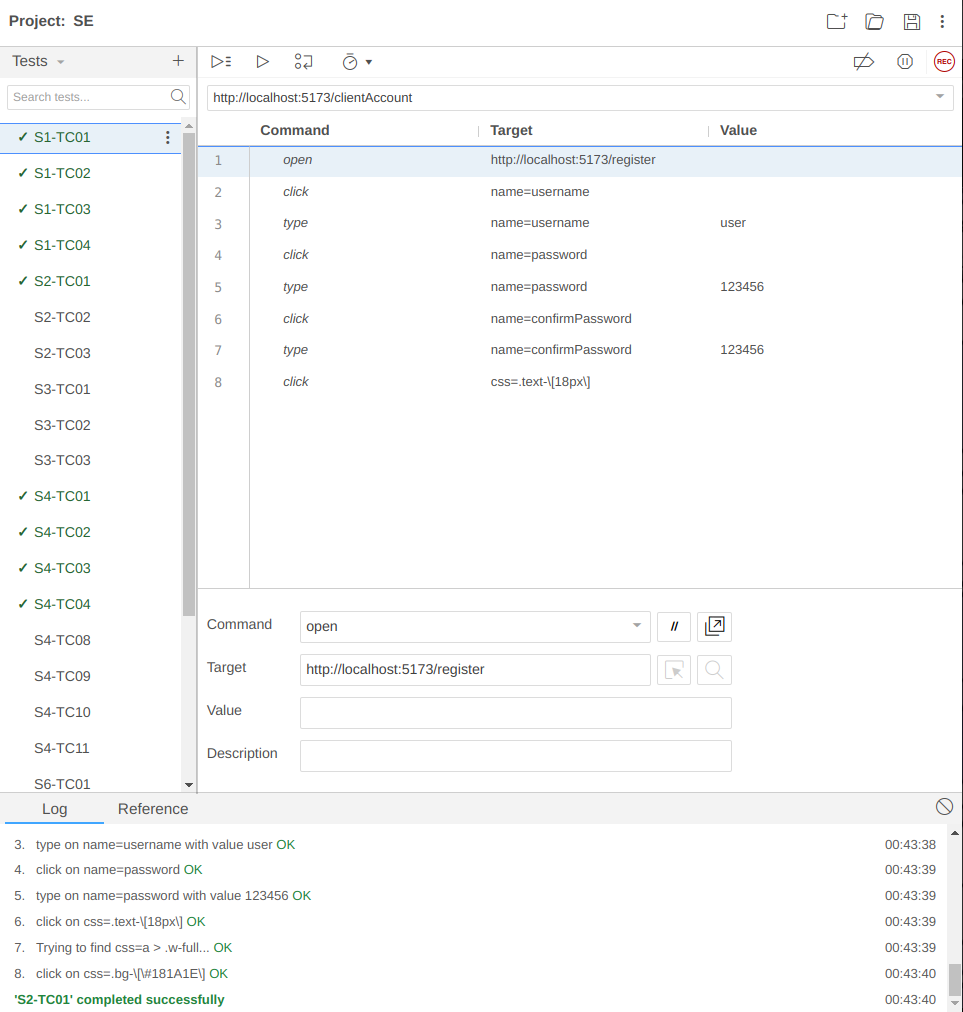 Project: SE
Tests
REC
Search tests...
http://localhost:5173/clientAccount
Command Target Value
✓ S1-TC01
✓ S1-TC02
✓ S1-TC03
✓ S1-TC04
✓ S2-TC01
S2-TC02
S2-TC03
S3-TC01
S3-TC02
S3-TC03
✓ S4-TC01
✓ S4-TC02
✓ S4-TC03
✓ S4-TC04
S4-TC08
S4-TC09
S4-TC10
S4-TC11
S6-TC01
1 open http://localhost:5173/register
2 click name=username
3 type name=username user
4 click name=password
5 type name=password 123456
6 click name=confirmPassword
7 type name=confirmPassword 123456
8 click css=.text-\[18px\]
Command open //
Target http://localhost:5173/register
Value
Description
Log Reference
3. type on name=username with value user OK 00:43:38
4. click on name=password OK 00:43:39
5. type on name=password with value 123456 OK 00:43:39
6. click on css=.text-\[18px\] OK 00:43:39
7. Trying to find css=a > .w-full... OK 00:43:39
8. click on css=.bg-\[\#181A1E\] OK 00:43:40
'S2-TC01' completed successfully 00:43:40